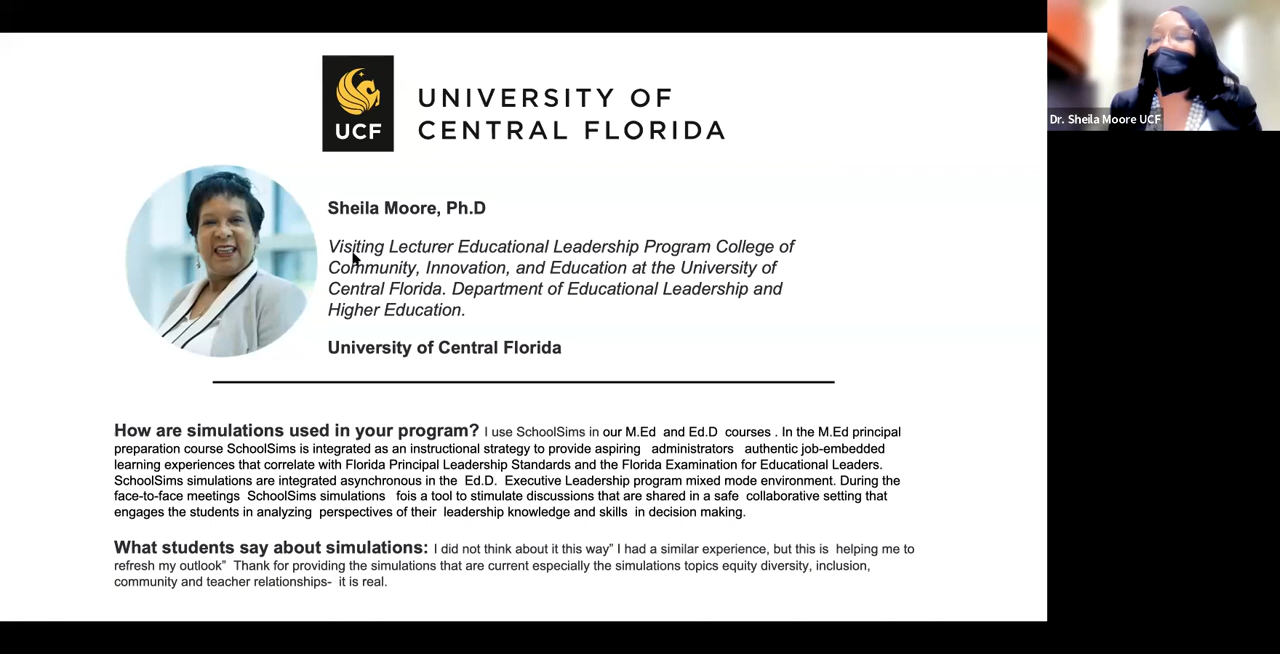 UCF
UNIVERSITY OF
CENTRAL FLORIDA
Dr. Sheila Moore UCF
Sheila Moore, Ph.D
Visiting Lecturer Educational Leadership Program College of
Community, Innovation, and Education at the University of
Central Florida. Department of Educational Leadership and
Higher Education.
University of Central Florida
How are simulations used in your program? I use SchoolSims in our M.Ed and Ed.D courses . In the M.Ed principal
preparation course SchoolSims is integrated as an instructional strategy to provide aspiring administrators authentic job-embedded
learning experiences that correlate with Florida Principal Leadership Standards and the Florida Examination for Educational Leaders.
SchoolSims simulations are integrated asynchronous in the Ed.D. Executive Leadership program mixed mode environment. During the
face-to-face meetings SchoolSims simulations fois a tool to stimulate discussions that are shared in a safe collaborative setting that
engages the students in analyzing perspectives of their leadership knowledge and skills in decision making.
What students say about simulations: I did not think about it this way” I had a similar experience, but this is helping me to
refresh my outlook” Thank for providing the simulations that are current especially the simulations topics equity diversity, inclusion,
community and teacher relationships- it is real.